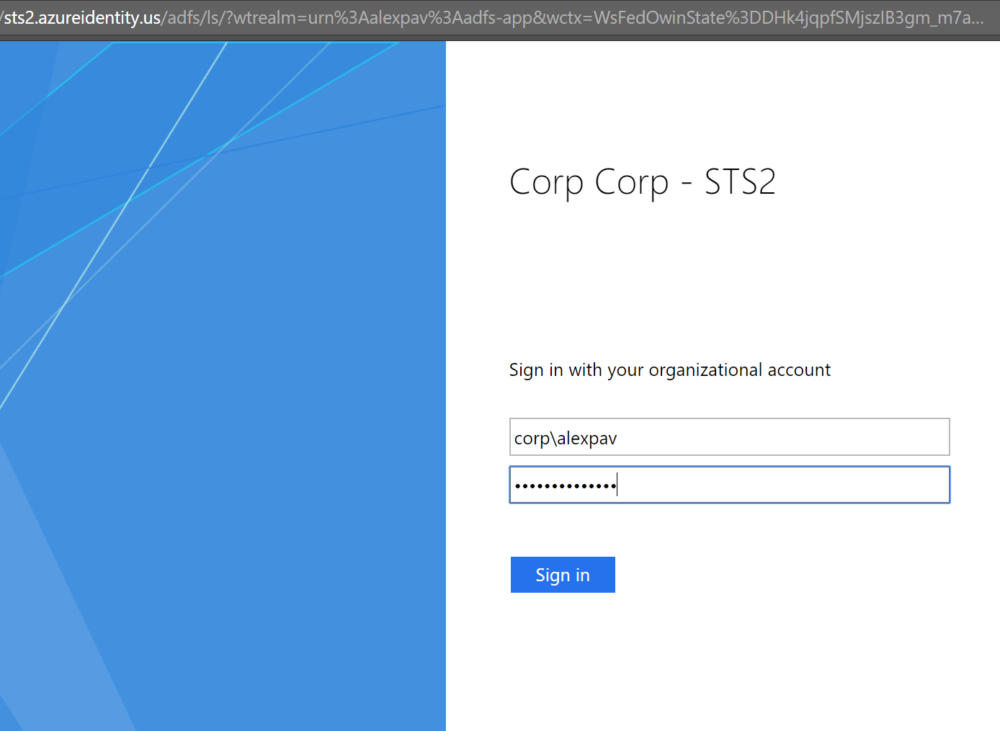 /sts2.azureidentity.us/adfs/ls/?wtrealm=urn%3Aalexpav%3Aadfs-app&wctx=WsFedOwinState%3DDHk4jqpfSMjszIB3gm_m7a...
Corp Corp - STS2
Sign in with your organizational account
corp\alexpav
••••••••••••••
Sign in